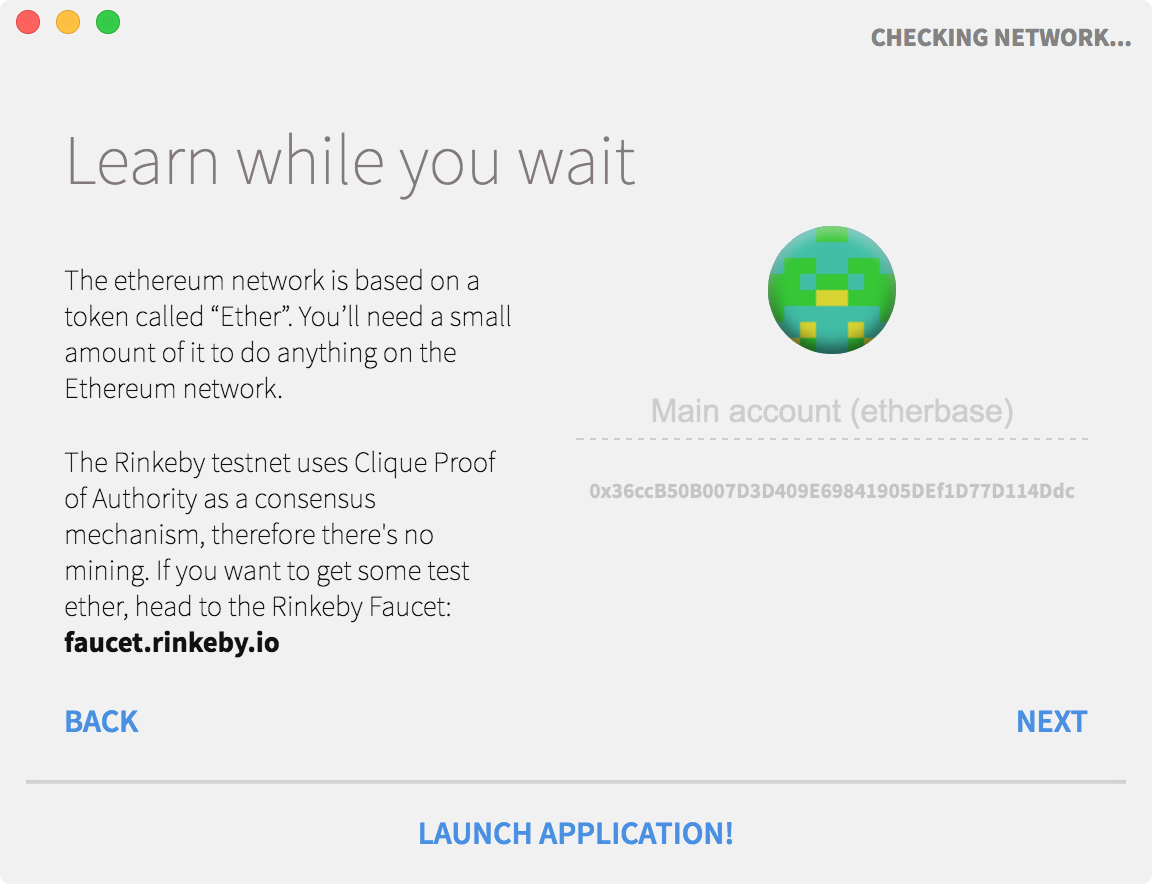 CHECKING NETWORK...
Learn while you wait
The ethereum network is based on a
token called “Ether”. You’ll need a small
amount of it to do anything on the
Ethereum network.
The Rinkeby testnet uses Clique Proof
of Authority as a consensus
mechanism, therefore there's no
mining. If you want to get some test
ether, head to the Rinkeby Faucet:
faucet.rinkeby.io
Main account (etherbase)
0x36ccB50B007D3D409E69841905DEf1D77D114Ddc
BACK
NEXT
LAUNCH APPLICATION!